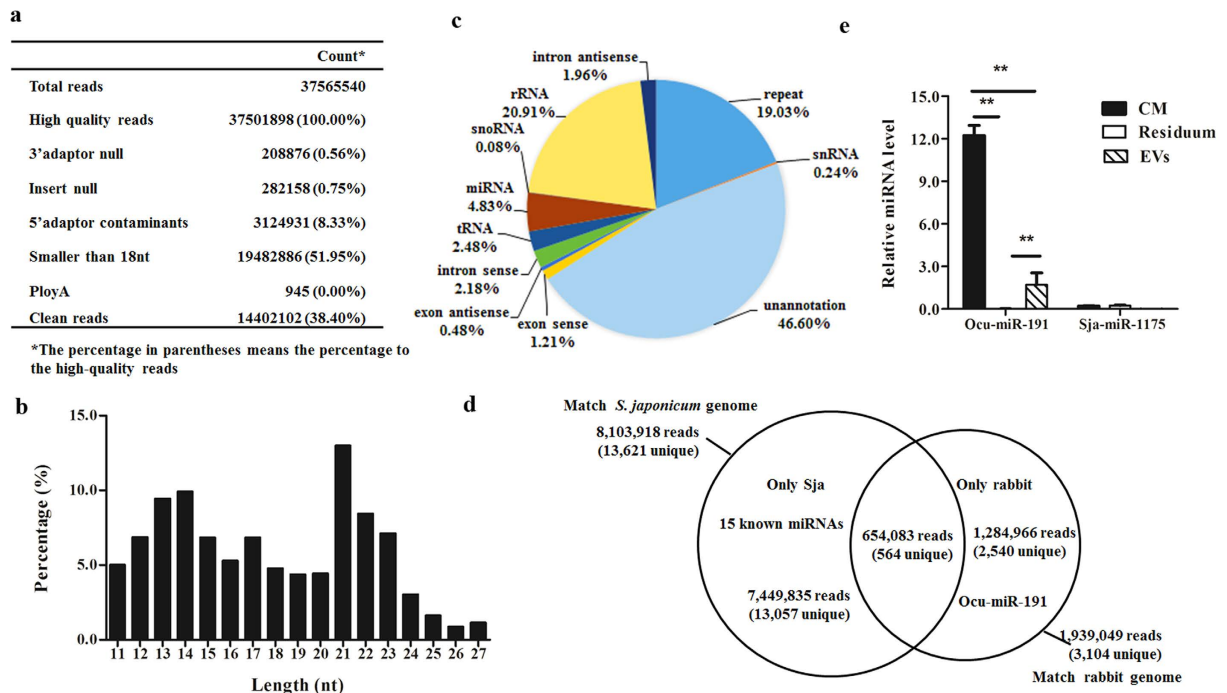 a
Count*
Total reads 37565540
High quality reads 37501898 (100.00%)
3'adaptor null 208876 (0.56%)
Insert null 282158 (0.75%)
5'adaptor contaminants 3124931 (8.33%)
Smaller than 18nt 19482886 (51.95%)
PloyA 945 (0.00%)
Clean reads 14402102 (38.40%)
*The percentage in parentheses means the percentage to
the high-quality reads
b
Percentage (%)
15.0
10.0
5.0
0.0
11 12 13 14 15 16 17 18 19 20 21 22 23 24 25 26 27
Length (nt)
c
intron antisense
1.96%
rRNA
20.91%
snoRNA
0.08%
miRNA
4.83%
tRNA
2.48%
intron sense
2.18%
exon antisense
0.48%
exon sense
1.21%
repeat
19.03%
snRNA
0.24%
unannotation
46.60%
d
Match S. japonicum genome
8,103,918 reads
(13,621 unique)
Only Sja
15 known miRNAs
7,449,835 reads
(13,057 unique)
654,083 reads
(564 unique)
Only rabbit
1,284,966 reads
(2,540 unique)
Ocu-miR-191
1,939,049 reads
(3,104 unique)
Match rabbit genome
e
**
**
**
Relative miRNA level
15.0
12.0
9.0
6.0
3.0
0.0
CM
Residuum
EVs
Ocu-miR-191 Sja-miR-1175